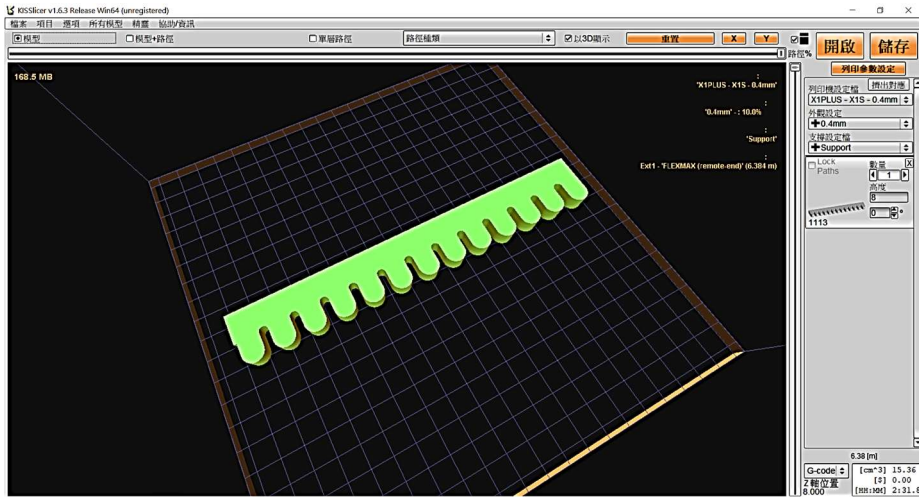 KISSlicer v1.6.3 Release Win64 (unregistered)
檔案 項目 選項 所有模型 精靈 協助/資訊
模型 模型+路徑 單層路徑 路徑種類 以3D顯示 重置 X Y
路徑%
開啟 儲存
168.5 MB
:
'X1PLUS - X1S - 0.4mm'
:
'0.4mm' - : 10.0%
:
'Support'
Ext1 - 'FLEXMAX (remote-end)' (6.384 m)
列印參數設定
列印機設定檔 擠出對應
X1PLUS - X1S - 0.4mm
外觀設定
+0.4mm
支撐設定檔
+Support
Lock Paths
數量 X
1
高度
8
0 °
1113
6.38 [m]
G-code
[cm^3] 15.36
[$] 0.00
[HH:MM] 2:31.8
Z軸位置
8.000